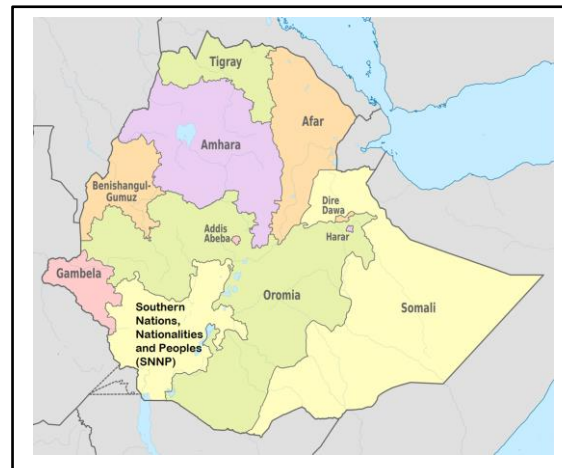 Tigray
Afar
Amhara
Benishangul-
Gumuz
Dire
Dawa
Addis
Abeba
Harar
Gambela
Oromia
Somali
Southern
Nations,
Nationalities
and Peoples
(SNNP)